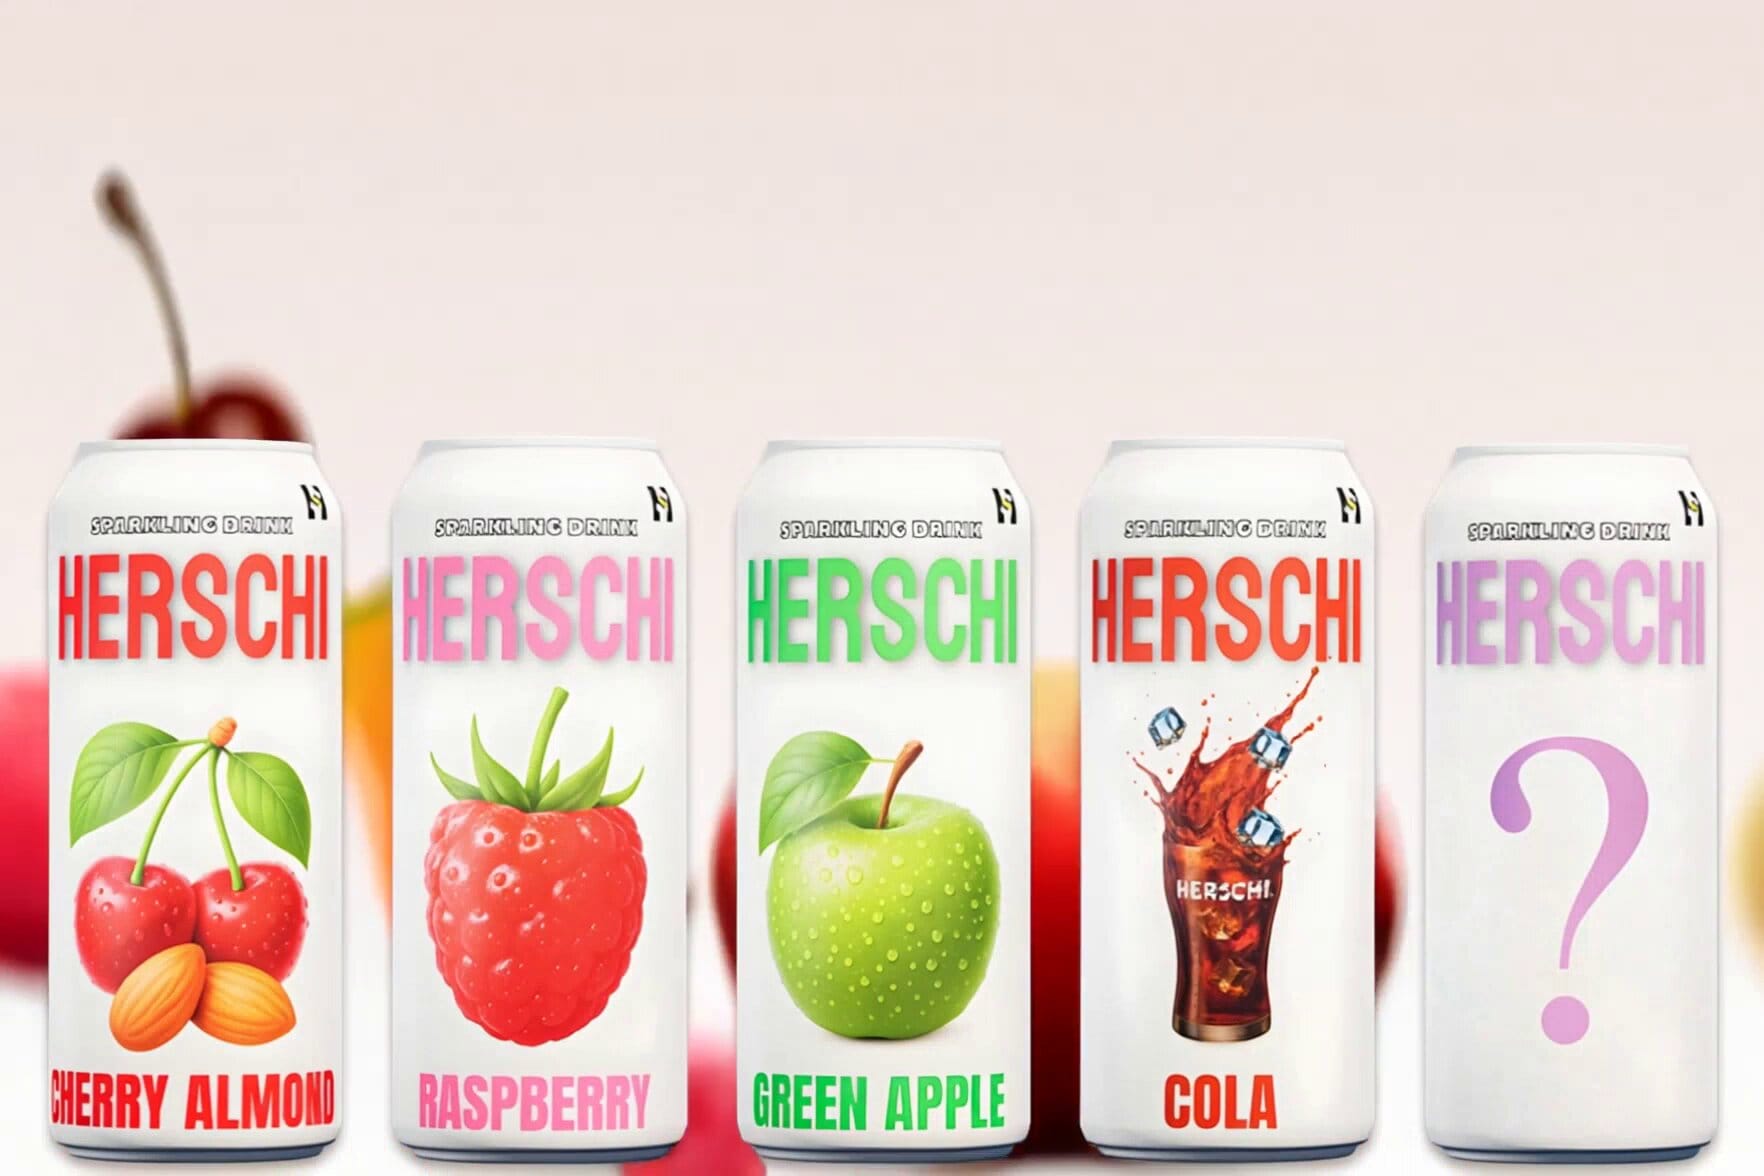 SPARKLING DRINK
HERSCHI
CHERRY ALMOND
SPARKLING DRINK
HERSCHI
RASPBERRY
SPARKLING DRINK
HERSCHI
GREEN APPLE
SPARKLING DRINK
HERSCHI
HERSCHI
COLA
SPARKLING DRINK
HERSCHI
?